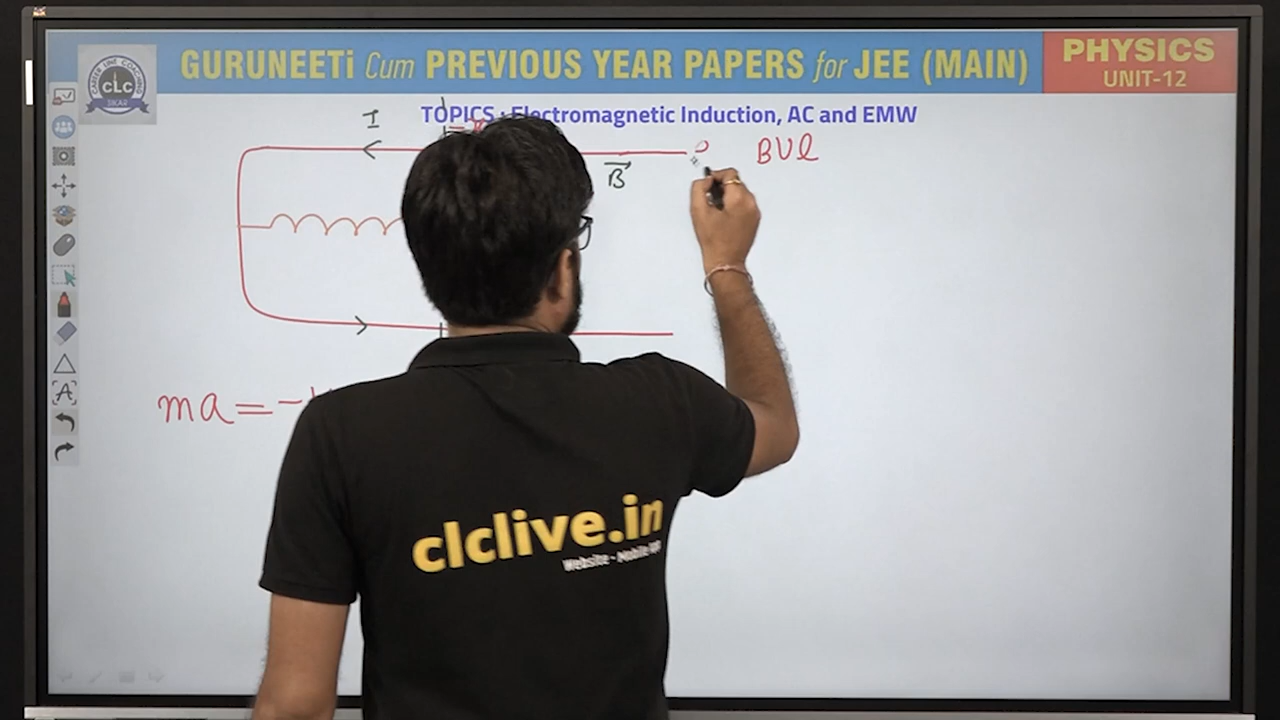 GURUNEETi Cum PREVIOUS YEAR PAPERS for JEE (MAIN)
PHYSICS
UNIT-12
CLC
SIKAR
TOPICS : Electromagnetic Induction, AC and EMW
I
B
BVl
ma = -
clclive.in
Website - Mobile